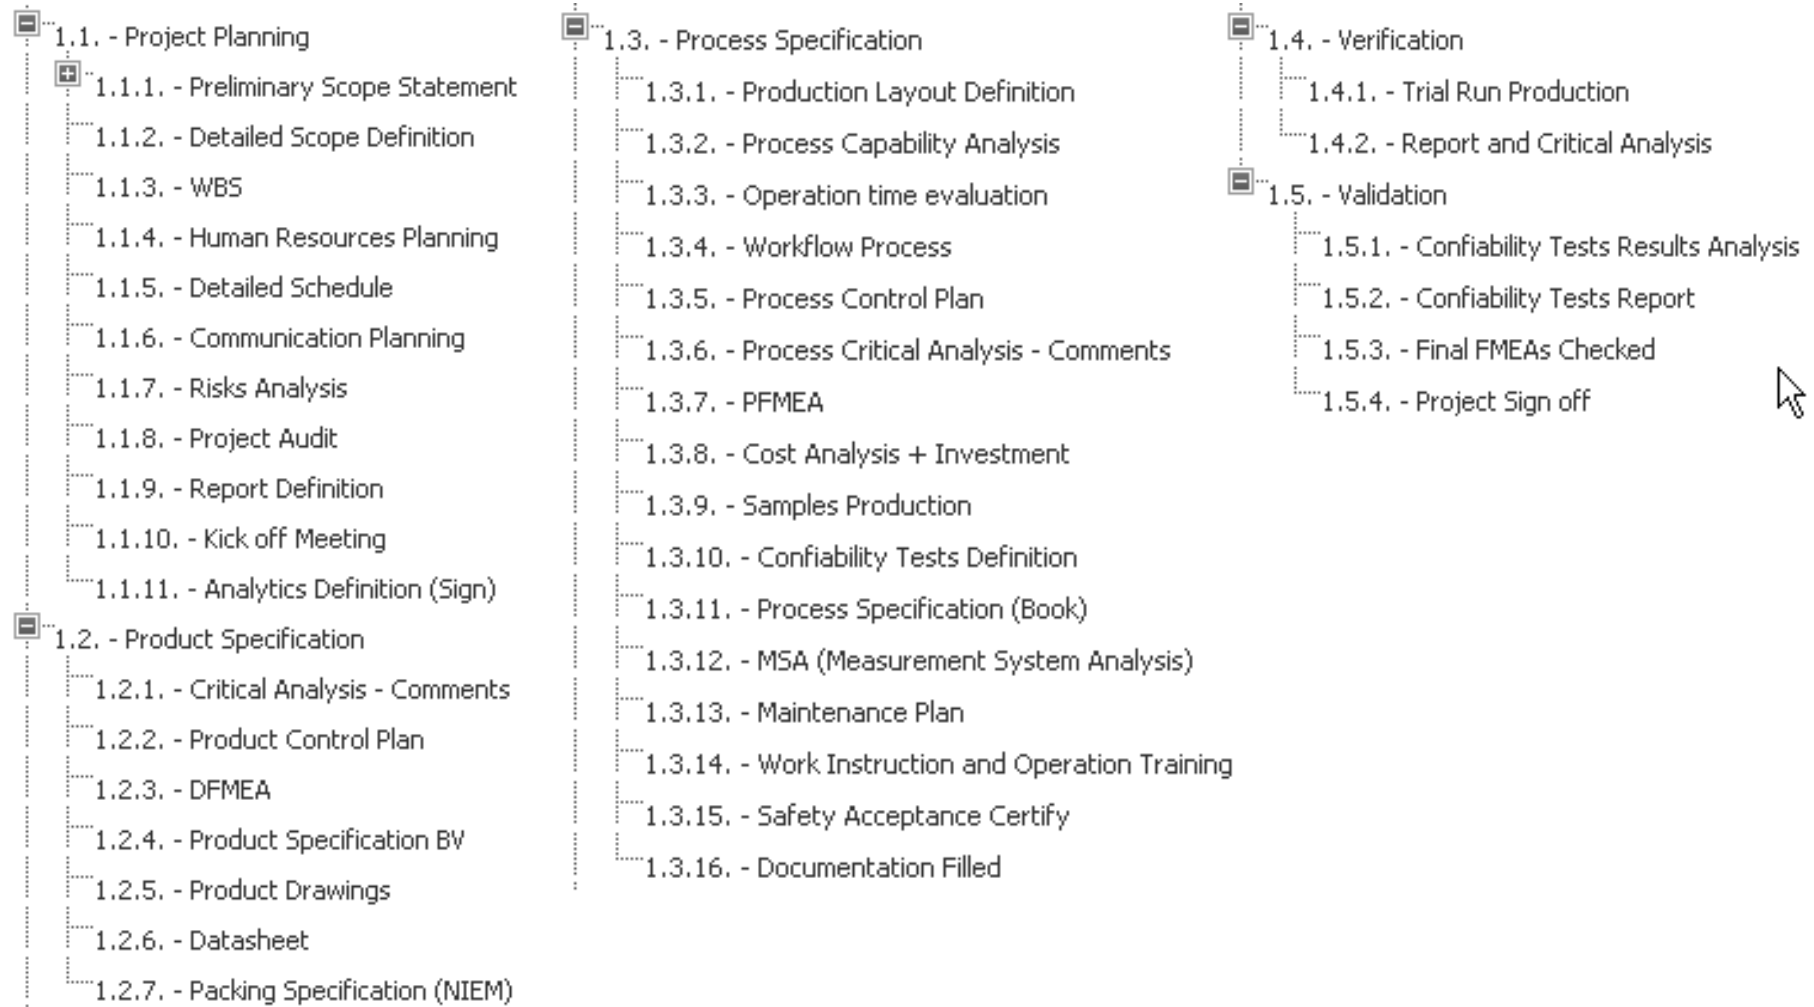 1.1. - Project Planning
1.1.1. - Preliminary Scope Statement
1.1.2. - Detailed Scope Definition
1.1.3. - WBS
1.1.4. - Human Resources Planning
1.1.5. - Detailed Schedule
1.1.6. - Communication Planning
1.1.7. - Risks Analysis
1.1.8. - Project Audit
1.1.9. - Report Definition
1.1.10. - Kick off Meeting
1.1.11. - Analytics Definition (Sign)
1.2. - Product Specification
1.2.1. - Critical Analysis - Comments
1.2.2. - Product Control Plan
1.2.3. - DFMEA
1.2.4. - Product Specification BV
1.2.5. - Product Drawings
1.2.6. - Datasheet
1.2.7. - Packing Specification (NIEM)
1.3. - Process Specification
1.3.1. - Production Layout Definition
1.3.2. - Process Capability Analysis
1.3.3. - Operation time evaluation
1.3.4. - Workflow Process
1.3.5. - Process Control Plan
1.3.6. - Process Critical Analysis - Comments
1.3.7. - PFMEA
1.3.8. - Cost Analysis + Investment
1.3.9. - Samples Production
1.3.10. - Confiability Tests Definition
1.3.11. - Process Specification (Book)
1.3.12. - MSA (Measurement System Analysis)
1.3.13. - Maintenance Plan
1.3.14. - Work Instruction and Operation Training
1.3.15. - Safety Acceptance Certify
1.3.16. - Documentation Filled
1.4. - Verification
1.4.1. - Trial Run Production
1.4.2. - Report and Critical Analysis
1.5. - Validation
1.5.1. - Confiability Tests Results Analysis
1.5.2. - Confiability Tests Report
1.5.3. - Final FMEAs Checked
1.5.4. - Project Sign off